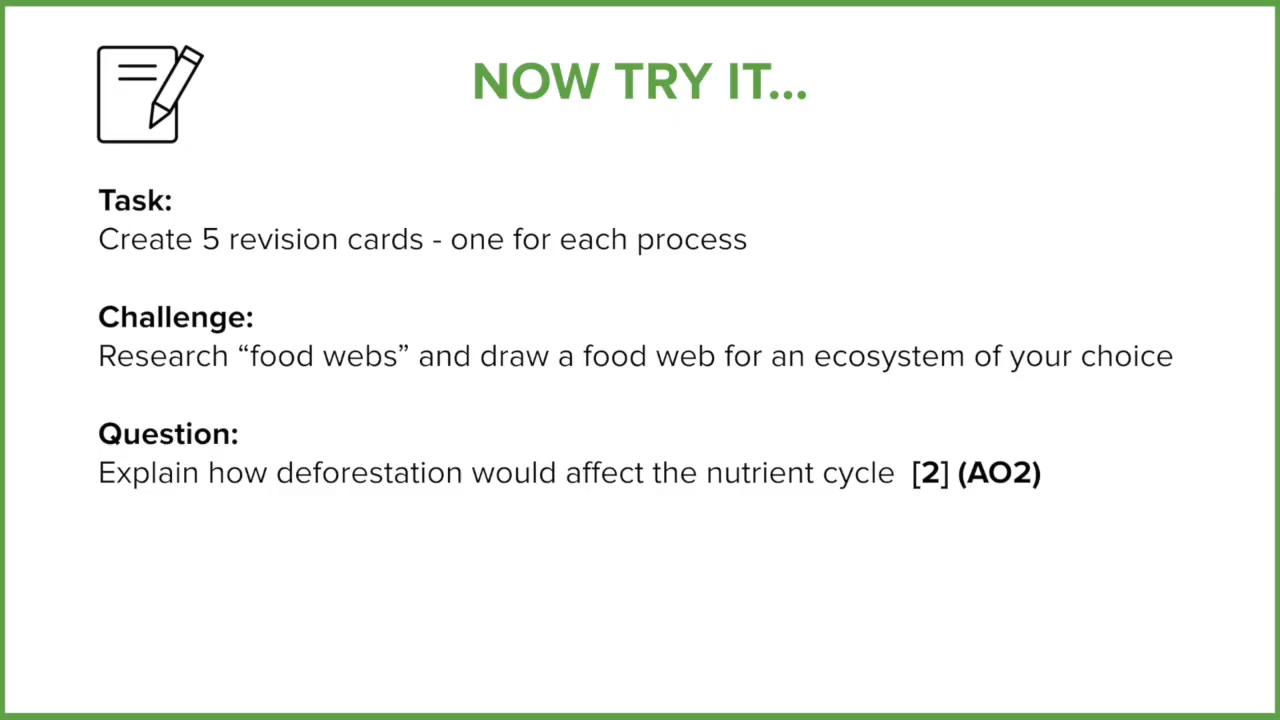 NOW TRY IT...
Task:
Create 5 revision cards - one for each process
Challenge:
Research “food webs” and draw a food web for an ecosystem of your choice
Question:
Explain how deforestation would affect the nutrient cycle [2] (AO2)